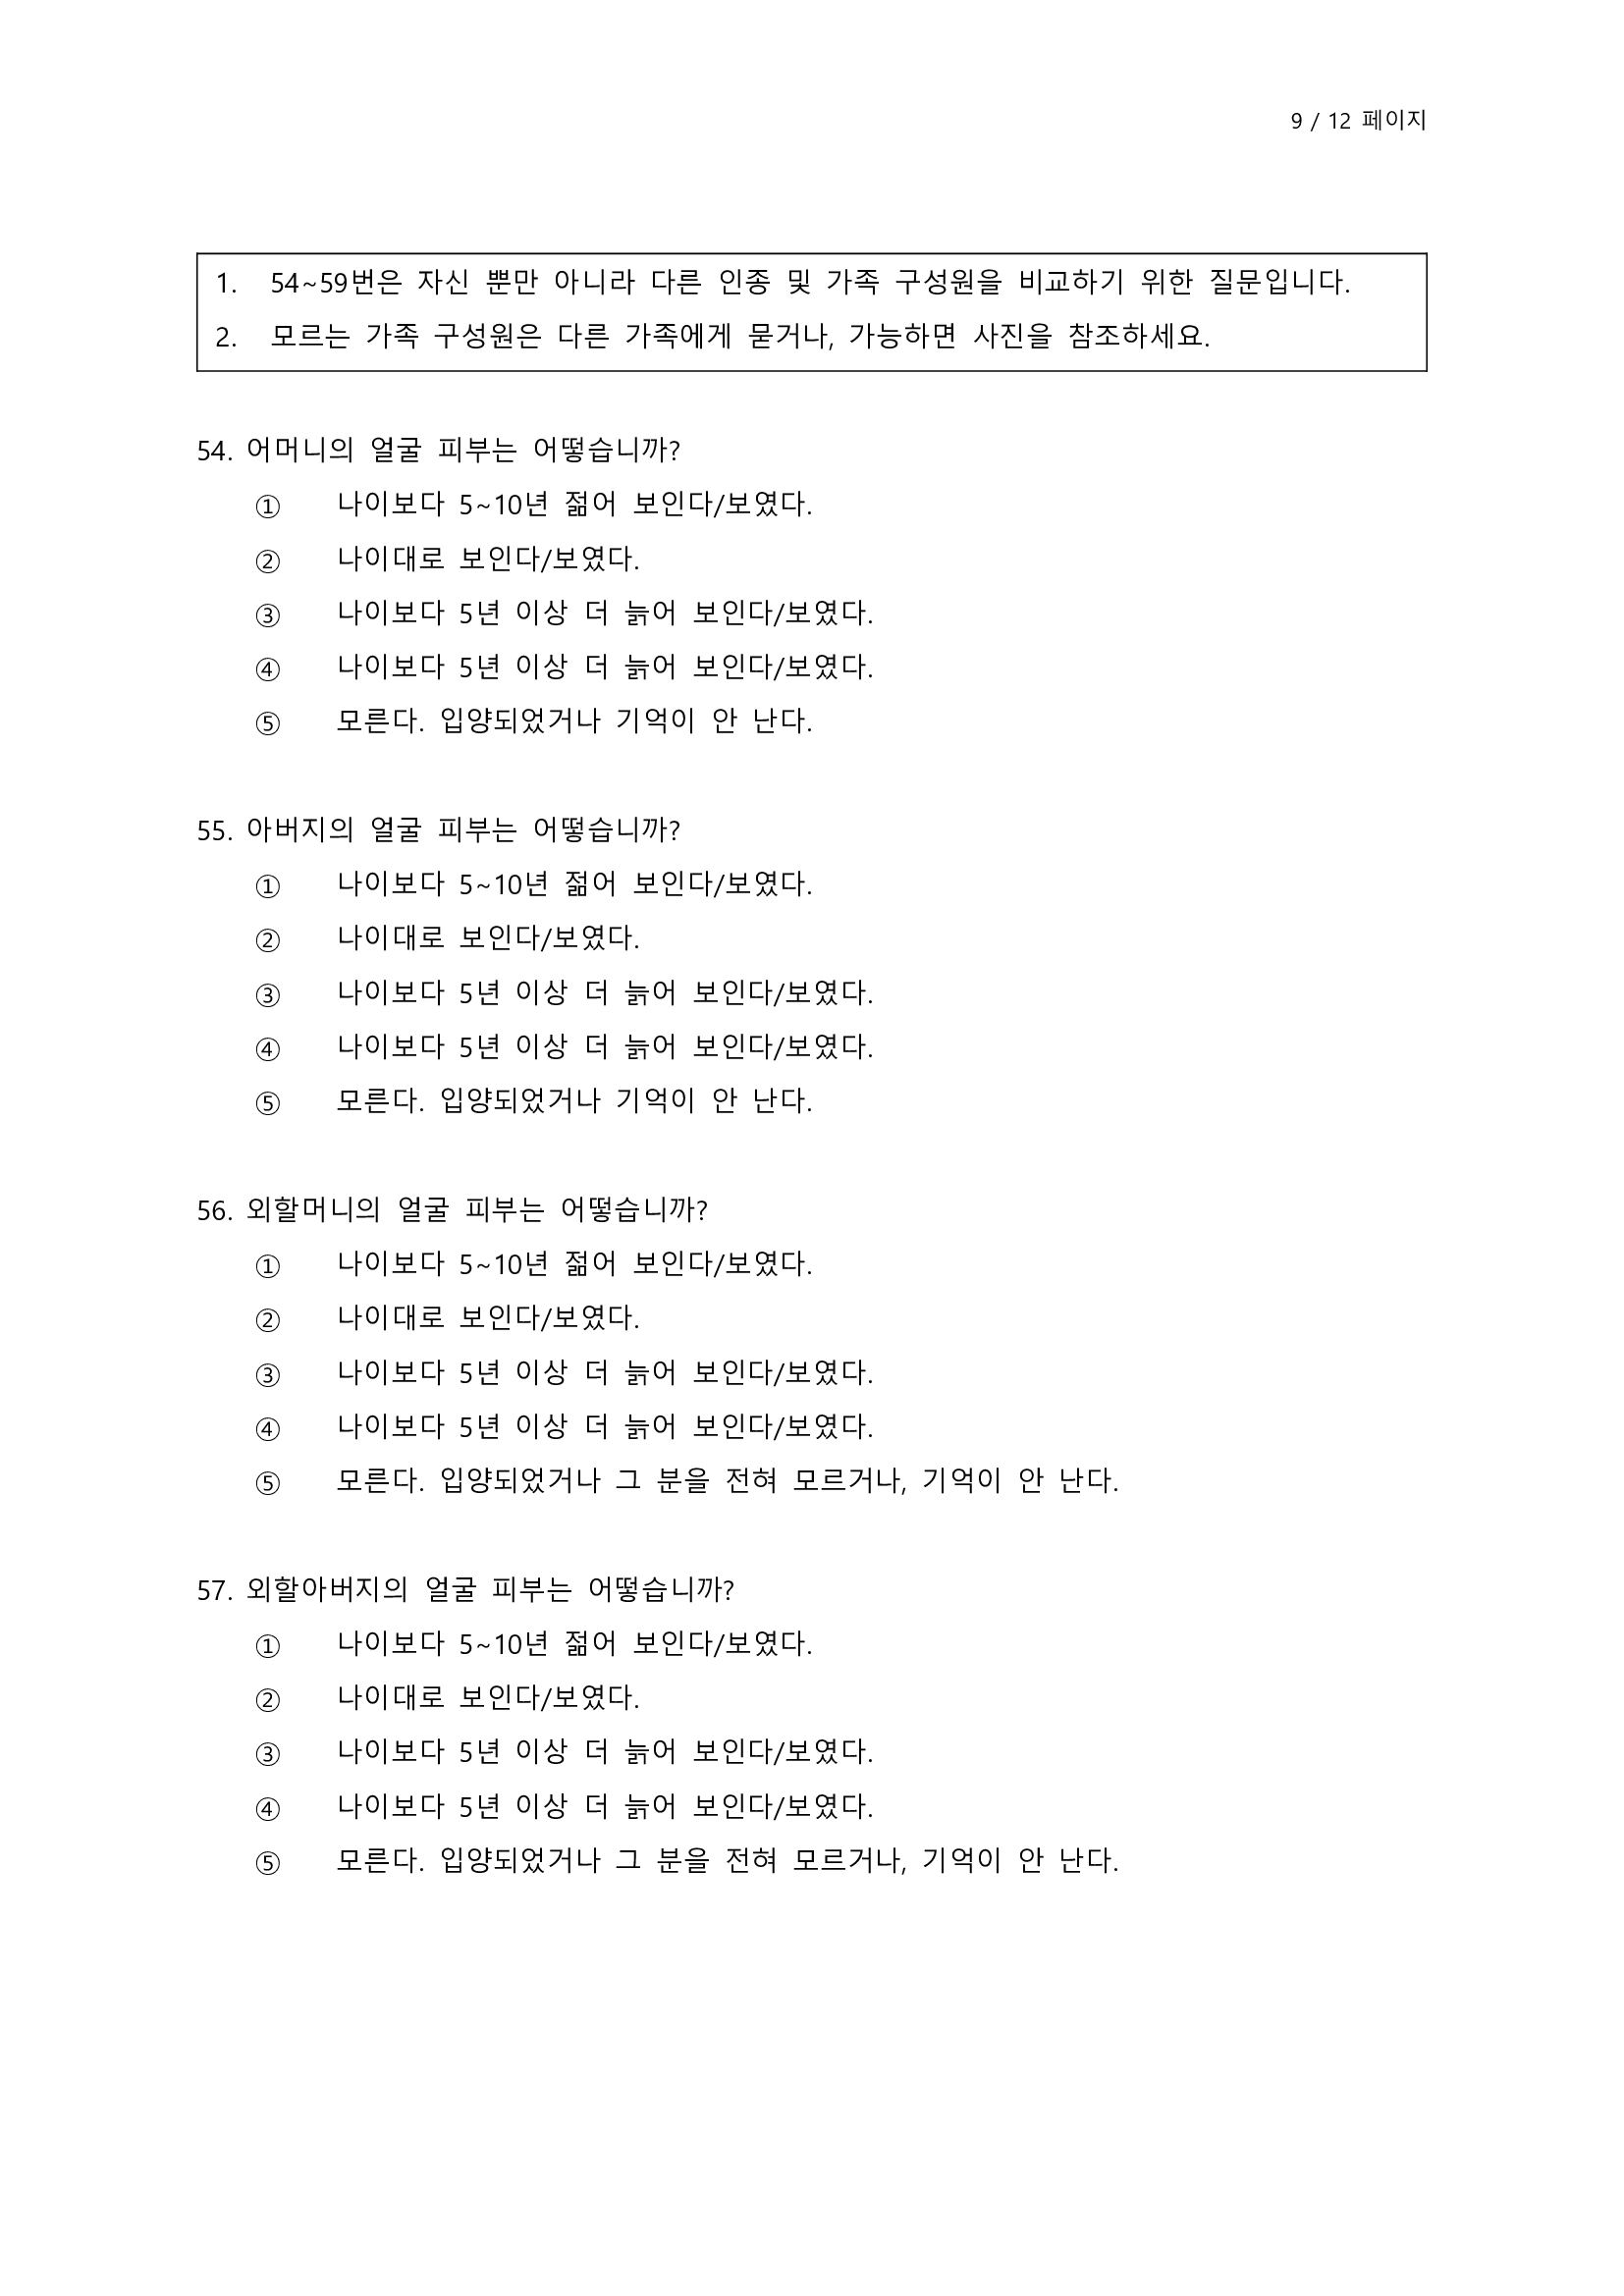 9 / 12 페이지
1. 54~59번은 자신 뿐만 아니라 다른 인종 및 가족 구성원을 비교하기 위한 질문입니다.
2. 모르는 가족 구성원은 다른 가족에게 묻거나, 가능하면 사진을 참조하세요.
54. 어머니의 얼굴 피부는 어떻습니까?
① 나이보다 5~10년 젊어 보인다/보였다.
② 나이대로 보인다/보였다.
③ 나이보다 5년 이상 더 늙어 보인다/보였다.
④ 나이보다 5년 이상 더 늙어 보인다/보였다.
⑤ 모른다. 입양되었거나 기억이 안 난다.
55. 아버지의 얼굴 피부는 어떻습니까?
① 나이보다 5~10년 젊어 보인다/보였다.
② 나이대로 보인다/보였다.
③ 나이보다 5년 이상 더 늙어 보인다/보였다.
④ 나이보다 5년 이상 더 늙어 보인다/보였다.
⑤ 모른다. 입양되었거나 기억이 안 난다.
56. 외할머니의 얼굴 피부는 어떻습니까?
① 나이보다 5~10년 젊어 보인다/보였다.
② 나이대로 보인다/보였다.
③ 나이보다 5년 이상 더 늙어 보인다/보였다.
④ 나이보다 5년 이상 더 늙어 보인다/보였다.
⑤ 모른다. 입양되었거나 그 분을 전혀 모르거나, 기억이 안 난다.
57. 외할아버지의 얼굴 피부는 어떻습니까?
① 나이보다 5~10년 젊어 보인다/보였다.
② 나이대로 보인다/보였다.
③ 나이보다 5년 이상 더 늙어 보인다/보였다.
④ 나이보다 5년 이상 더 늙어 보인다/보였다.
⑤ 모른다. 입양되었거나 그 분을 전혀 모르거나, 기억이 안 난다.